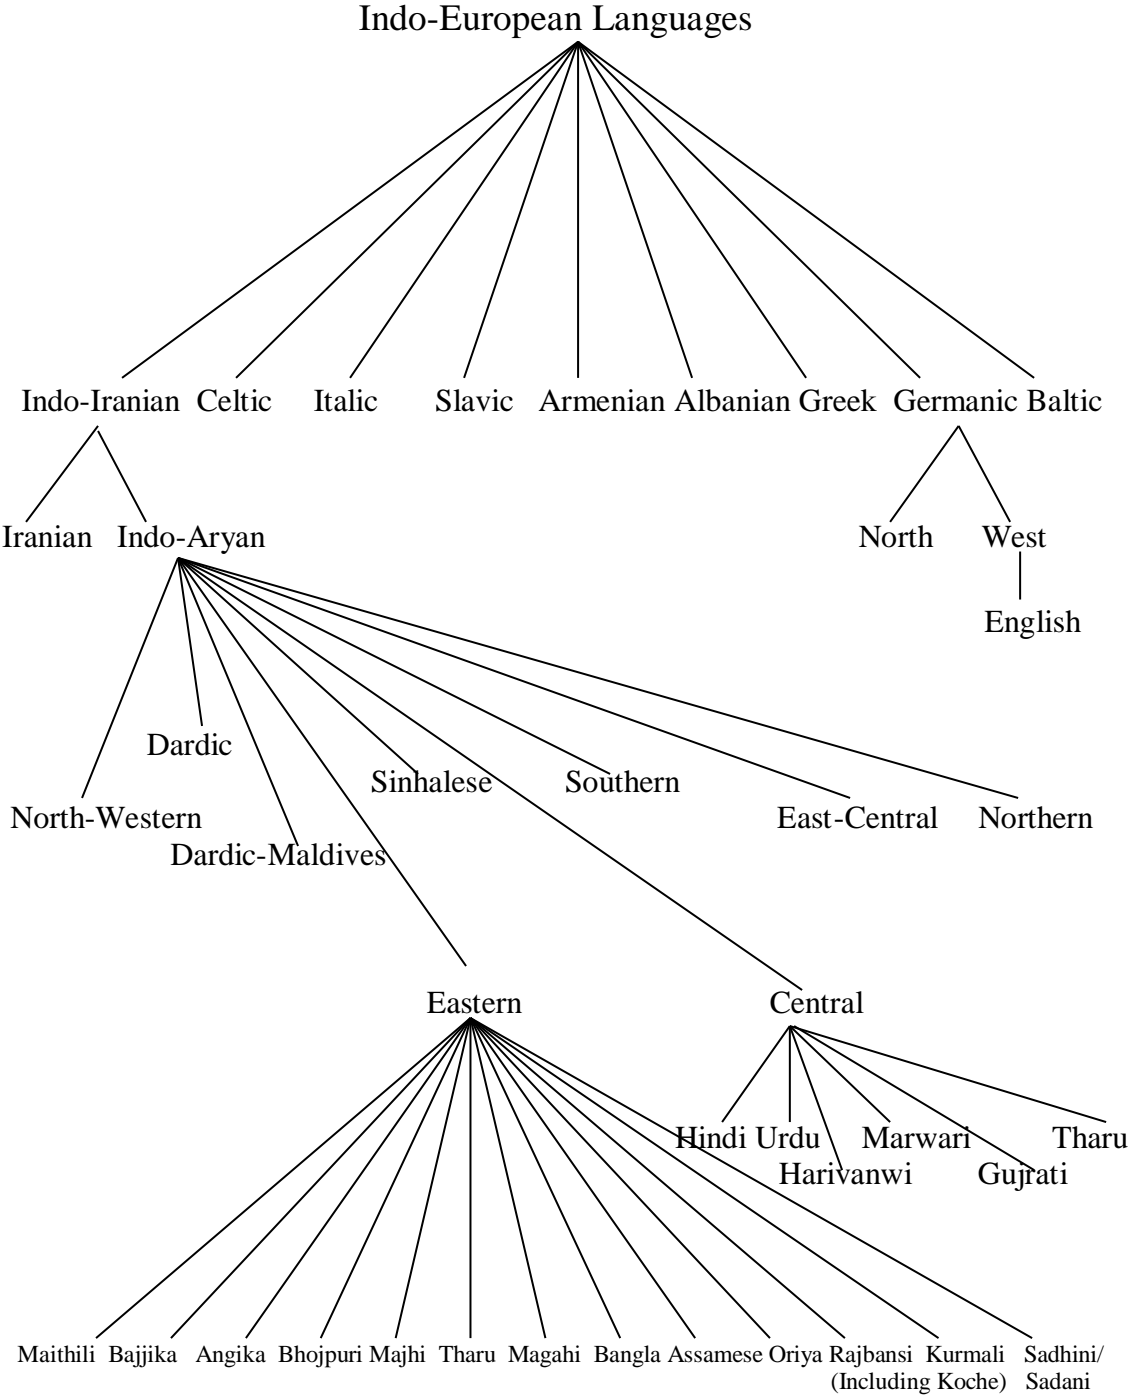 Indo-European Languages
Indo-Iranian Celtic Italic Slavic Armenian Albanian Greek Germanic Baltic
Iranian Indo-Aryan North West
English
Dardic
Sinhalese Southern
North-Western East-Central Northern
Dardic-Maldives
Eastern Central
Hindi Urdu Marwari Tharu
Harivanwi Gujrati
Maithili Bajjika Angika Bhojpuri Majhi Tharu Magahi Bangla Assamese Oriya Rajbansi Kurmali Sadhini/
(Including Koche) Sadani